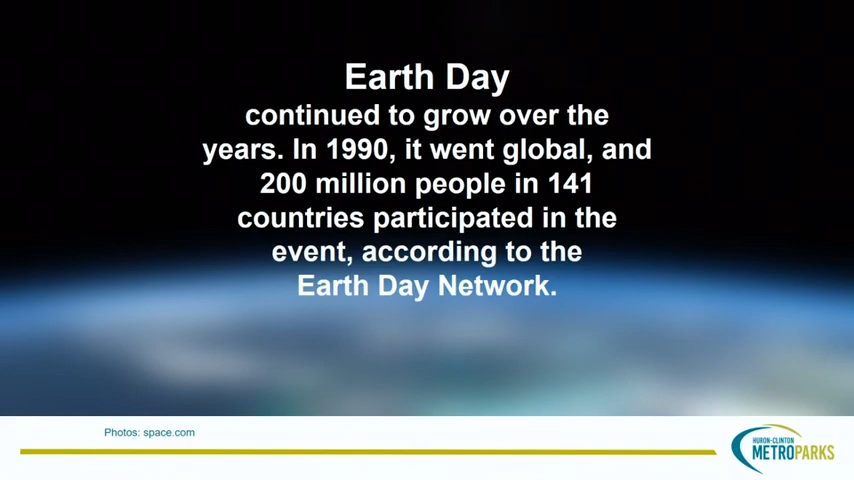 Earth Day
continued to grow over the
years. In 1990, it went global, and
200 million people in 141
countries participated in the
event, according to the
Earth Day Network.
Photos: space.com
HURON-CLINTON
METROPARKS